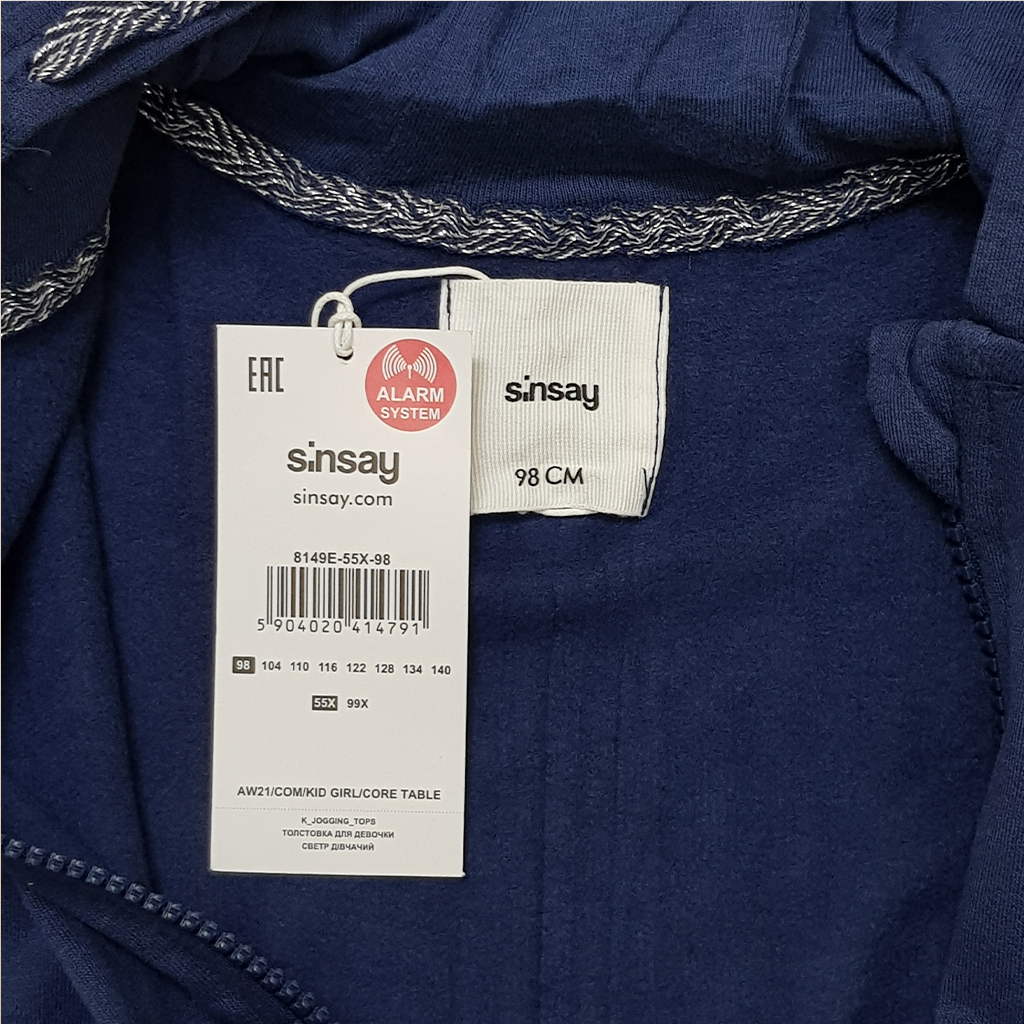 EAC
ALARM
SYSTEM
sinsay
sinsay.com
8149E-55X-98
5 904020 414791
98 104 110 116 122 128 134 140
55X 99X
AW21/COM/KID GIRL/CORE TABLE
K_JOGGING_TOPS
ТОЛСТОВКА ДЛЯ ДЕВОЧКИ
СВЕТР ДІВЧАЧИЙ
sinsay
98 CM